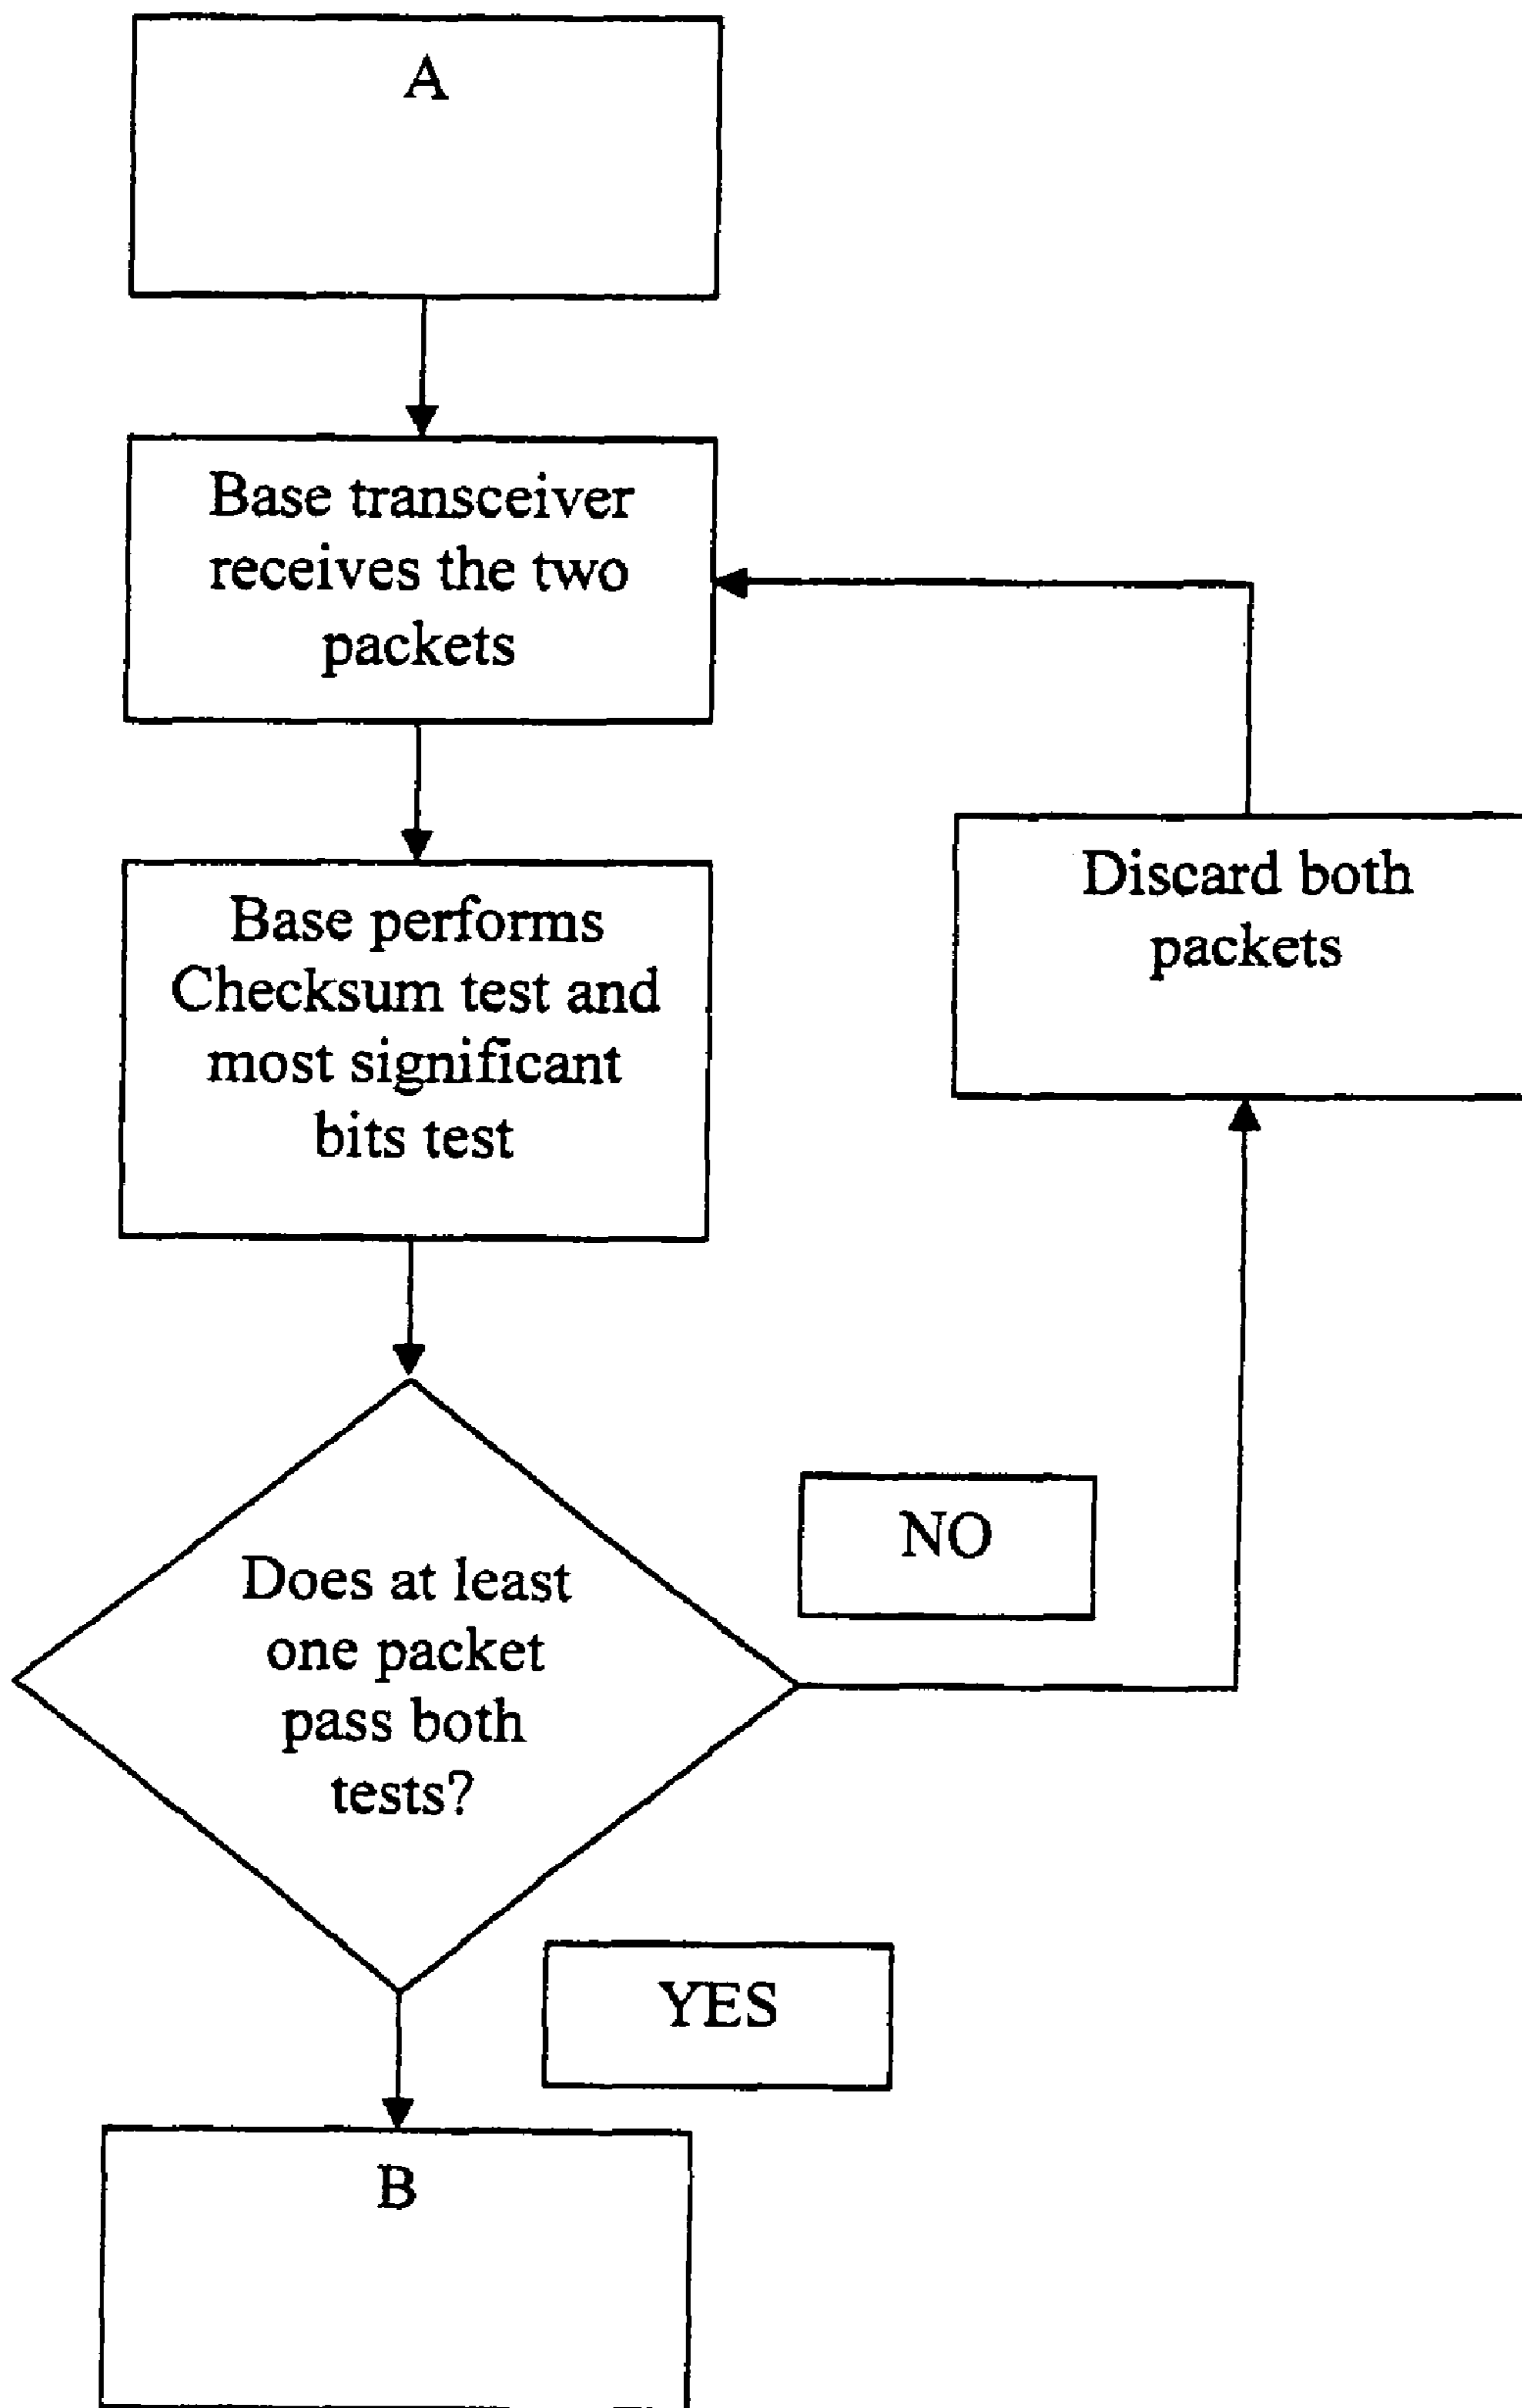 A
Base transceiver
receives the two
packets
Discard both
packets
Base performs
Checksum test and
most significant
bits test
NO
Does at least
one packet
pass both
tests?
YES
B